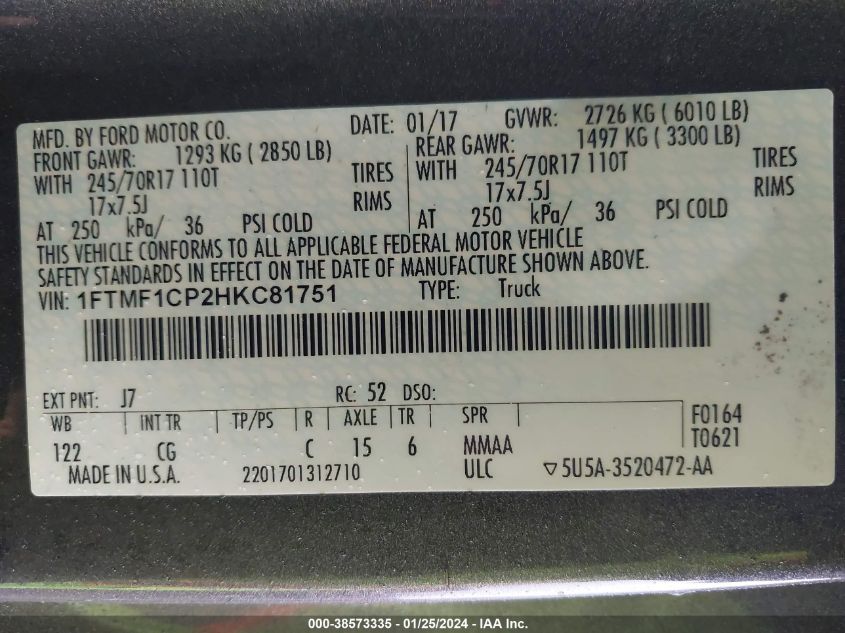 MFD. BY FORD MOTOR CO. DATE: 01/17 GVWR: 2726 KG ( 6010 LB)
FRONT GAWR: 1293 KG ( 2850 LB) REAR GAWR: 1497 KG ( 3300 LB)
WITH 245/70R17 110T TIRES WITH 245/70R17 110T TIRES
17x7.5J RIMS 17x7.5J RIMS
AT 250 kPa/ 36 PSI COLD AT 250 kPa/ 36 PSI COLD
THIS VEHICLE CONFORMS TO ALL APPLICABLE FEDERAL MOTOR VEHICLE
SAFETY STANDARDS IN EFFECT ON THE DATE OF MANUFACTURE SHOWN ABOVE.
VIN: 1FTMF1CP2HKC81751 TYPE: Truck
EXT PNT: J7 RC: 52 DSO:
WB INT TR TP/PS R AXLE TR SPR F0164
122 CG C 15 6 MMAA T0621
MADE IN U.S.A. 2201701312710 ULC ▽5U5A-3520472-AA
000-38573335 - 01/25/2024 - IAA Inc.